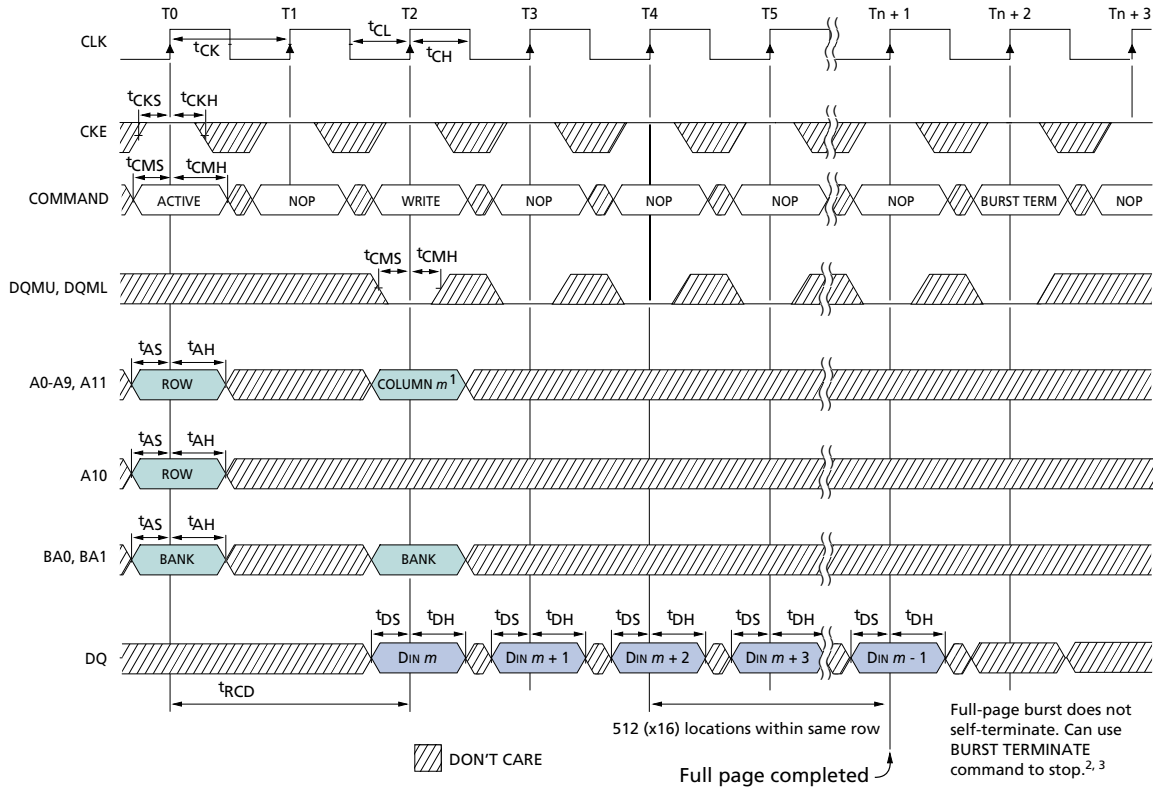 T0 T1 T2 T3 T4 T5 Tn + 1 Tn + 2 Tn + 3
CLK
tCK
tCL
tCH
tCKS tCKH
CKE
tCMS tCMH
COMMAND ACTIVE NOP WRITE NOP NOP NOP NOP BURST TERM NOP
tCMS tCMH
DQMU, DQML
tAS tAH
A0-A9, A11 ROW COLUMN m1
tAS tAH
A10 ROW
tAS tAH
BA0, BA1 BANK BANK
tDS tDH tDS tDH tDS tDH tDS tDH tDS tDH
DQ DIN m DIN m + 1 DIN m + 2 DIN m + 3 DIN m - 1
tRCD
512 (x16) locations within same row
Full-page burst does not
self-terminate. Can use
BURST TERMINATE
command to stop.2, 3
DON'T CARE
Full page completed